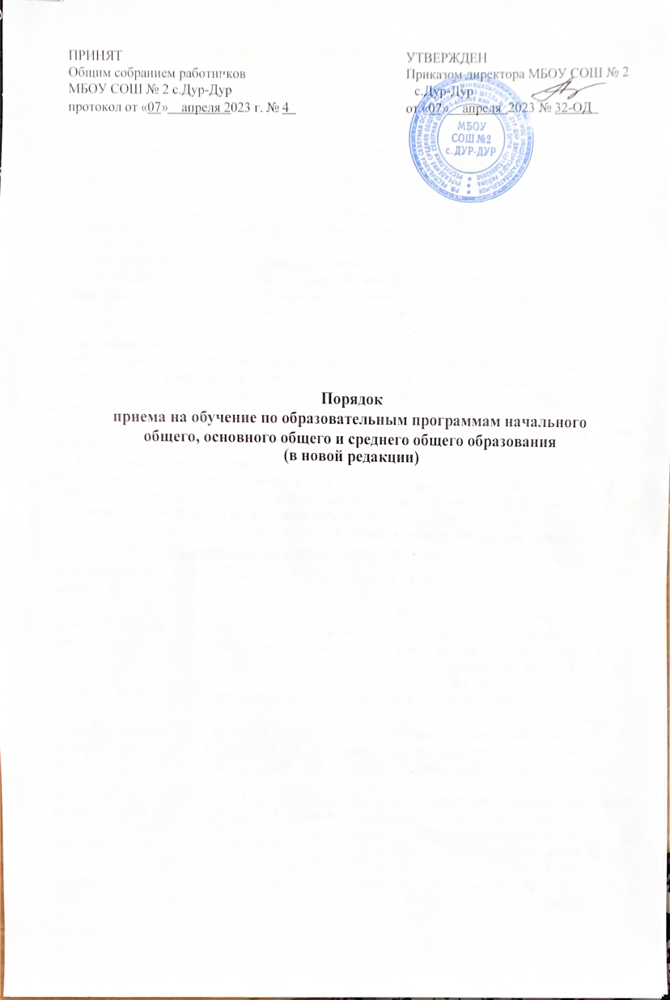 ПРИНЯТ
Общим собранием работников
МБОУ СОШ № 2 с.Дур-Дур
протокол от «07» апреля 2023 г. № 4
УТВЕРЖДЕН
Приказом директора МБОУ СОШ № 2
с.Дур-Дур
от «07» апреля 2023 № 32-ОД
МБОУ
СОШ №2
с. ДУР-ДУР
Порядок
приема на обучение по образовательным программам начального
общего, основного общего и среднего общего образования
(в новой редакции)